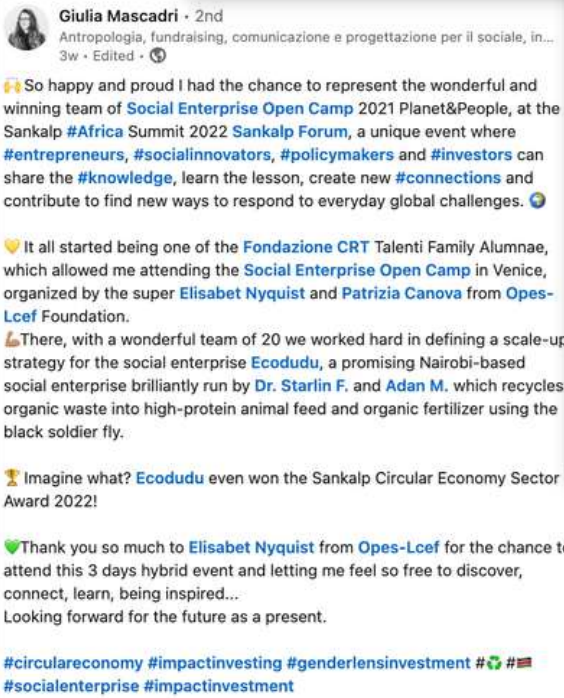 Giulia Mascadri · 2nd
Antropologia, fundraising, comunicazione e progettazione per il sociale, in...
3w · Edited ·
🙌 So happy and proud I had the chance to represent the wonderful and
winning team of Social Enterprise Open Camp 2021 Planet&People, at the
Sankalp #Africa Summit 2022 Sankalp Forum, a unique event where
#entrepreneurs, #socialinnovators, #policymakers and #investors can
share the #knowledge, learn the lesson, create new #connections and
contribute to find new ways to respond to everyday global challenges. 🌍
💛 It all started being one of the Fondazione CRT Talenti Family Alumnae,
which allowed me attending the Social Enterprise Open Camp in Venice,
organized by the super Elisabet Nyquist and Patrizia Canova from Opes-
Lcef Foundation.
💪There, with a wonderful team of 20 we worked hard in defining a scale-up
strategy for the social enterprise Ecodudu, a promising Nairobi-based
social enterprise brilliantly run by Dr. Starlin F. and Adan M. which recycles
organic waste into high-protein animal feed and organic fertilizer using the
black soldier fly.
🏆 Imagine what? Ecodudu even won the Sankalp Circular Economy Sector
Award 2022!
💚Thank you so much to Elisabet Nyquist from Opes-Lcef for the chance t
attend this 3 days hybrid event and letting me feel so free to discover,
connect, learn, being inspired...
Looking forward for the future as a present.
#circulareconomy #impactinvesting #genderlensinvestment #♻️ #🇰🇪
#socialenterprise #impactinvestment